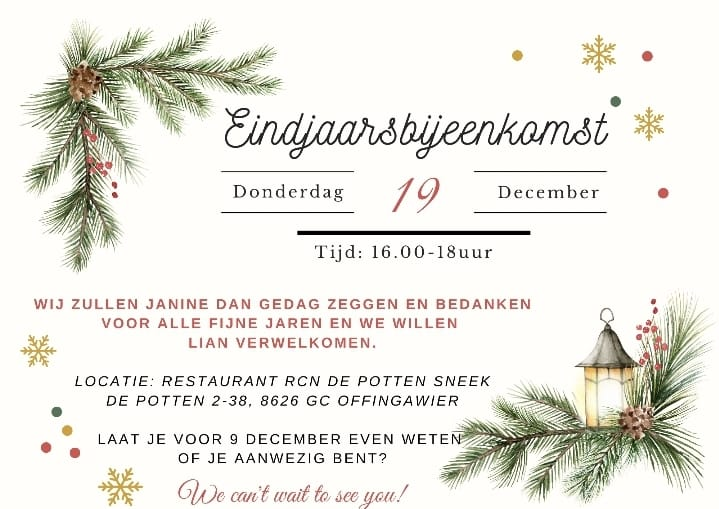 Eindjaarsbijeenkomst
Donderdag 19 December
Tijd: 16.00-18uur
WIJ ZULLEN JANINE DAN GEDAG ZEGGEN EN BEDANKEN
VOOR ALLE FIJNE JAREN EN WE WILLEN
LIAN VERWELKOMEN.
LOCATIE: RESTAURANT RCN DE POTTEN SNEEK
DE POTTEN 2-38, 8626 GC OFFINGAWIER
LAAT JE VOOR 9 DECEMBER EVEN WETEN
OF JE AANWEZIG BENT?
We can't wait to see you!